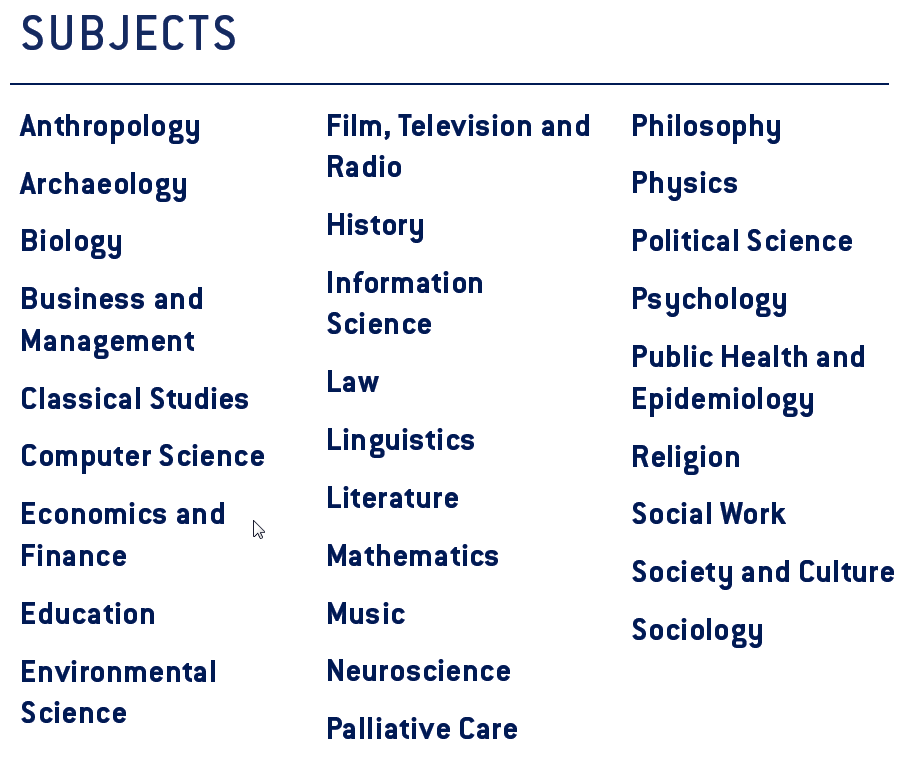 SUBJECTS
Anthropology
Archaeology
Biology
Business and
Management
Classical Studies
Computer Science
Economics and
Finance
Education
Environmental
Science
Film, Television and
Radio
History
Information
Science
Law
Linguistics
Literature
Mathematics
Music
Neuroscience
Palliative Care
Philosophy
Physics
Political Science
Psychology
Public Health and
Epidemiology
Religion
Social Work
Society and Culture
Sociology